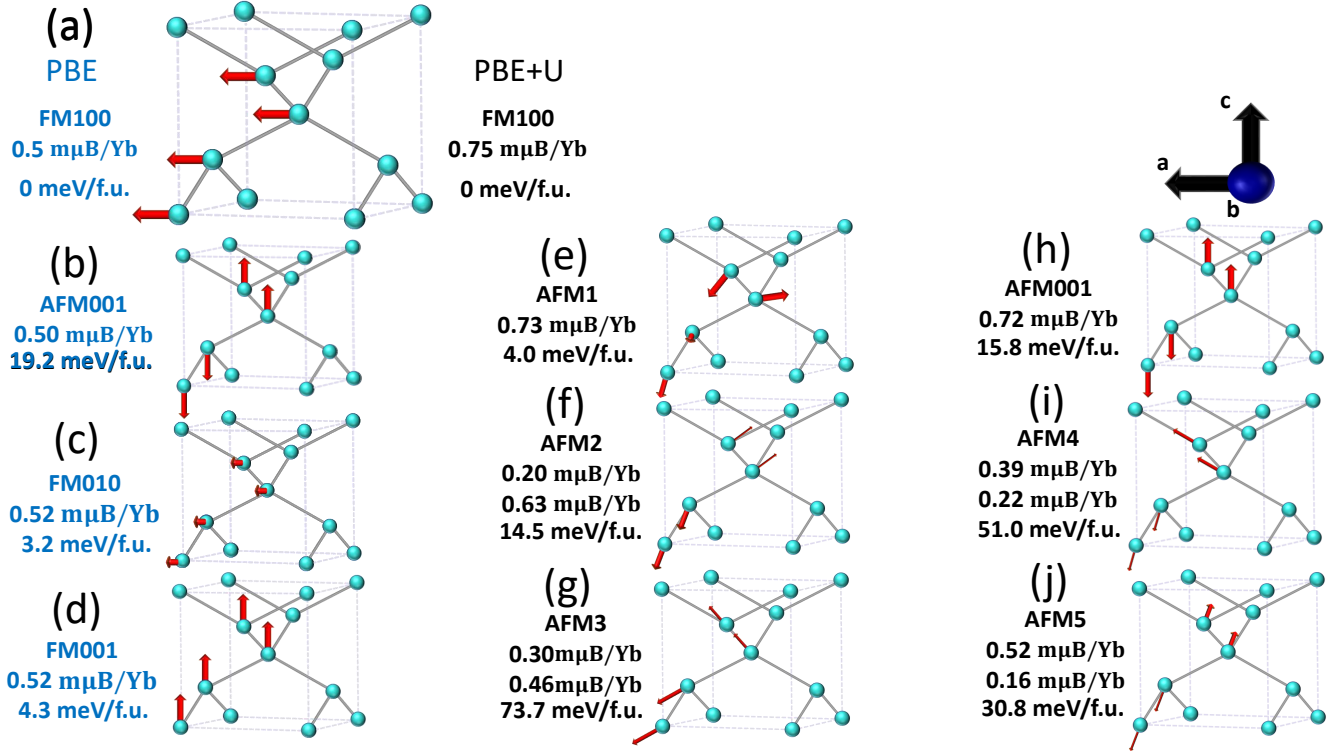 (a)
PBE
FM100
0.5 mμB/Yb
0 meV/f.u.
PBE+U
FM100
0.75 mμB/Yb
0 meV/f.u.
c
a
b
(b)
AFM001
0.50 mμB/Yb
19.2 meV/f.u.
(c)
FM010
0.52 mμB/Yb
3.2 meV/f.u.
(d)
FM001
0.52 mμB/Yb
4.3 meV/f.u.
(e)
AFM1
0.73 mμB/Yb
4.0 meV/f.u.
(f)
AFM2
0.20 mμB/Yb
0.63 mμB/Yb
14.5 meV/f.u.
(g)
AFM3
0.30mμB/Yb
0.46mμB/Yb
73.7 meV/f.u.
(h)
AFM001
0.72 mμB/Yb
15.8 meV/f.u.
(i)
AFM4
0.39 mμB/Yb
0.22 mμB/Yb
51.0 meV/f.u.
(j)
AFM5
0.52 mμB/Yb
0.16 mμB/Yb
30.8 meV/f.u.